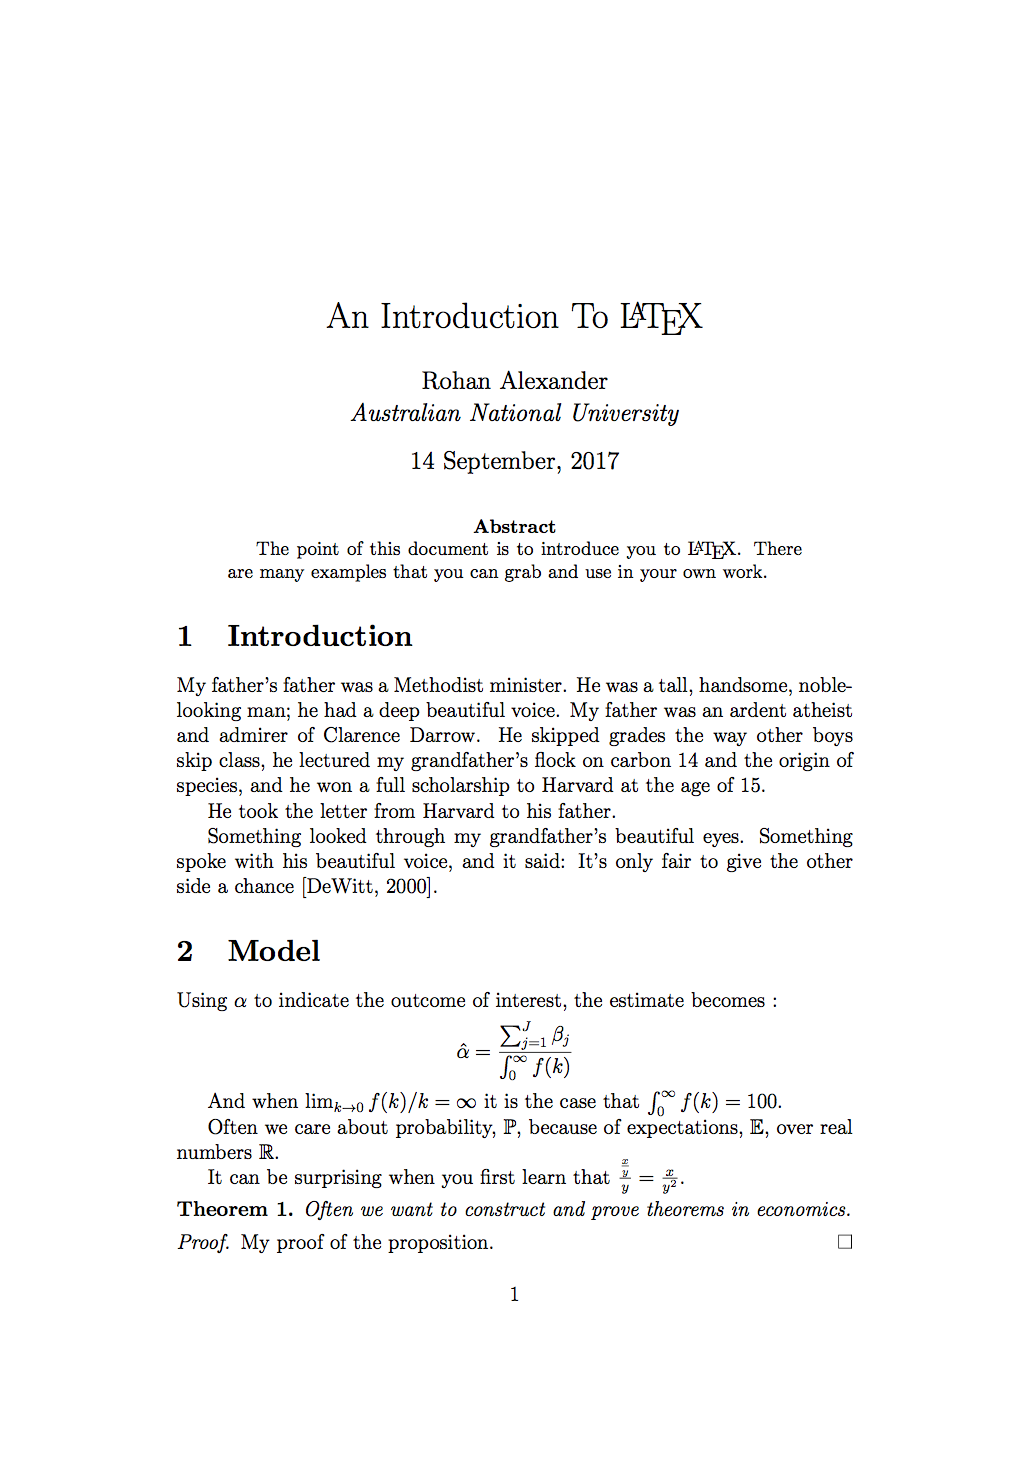 An Introduction To LaTeX
Rohan Alexander
Australian National University
14 September, 2017
Abstract
The point of this document is to introduce you to LaTeX. There
are many examples that you can grab and use in your own work.
1 Introduction
My father's father was a Methodist minister. He was a tall, handsome, noble-
looking man; he had a deep beautiful voice. My father was an ardent atheist
and admirer of Clarence Darrow. He skipped grades the way other boys
skip class, he lectured my grandfather's flock on carbon 14 and the origin of
species, and he won a full scholarship to Harvard at the age of 15.
He took the letter from Harvard to his father.
Something looked through my grandfather's beautiful eyes. Something
spoke with his beautiful voice, and it said: It's only fair to give the other
side a chance [DeWitt, 2000].
2 Model
Using α to indicate the outcome of interest, the estimate becomes :
$\hat{\alpha} = \frac{\sum_{j=1}^{J} \beta_j}{\int_0^\infty f(k)}$
And when $\lim_{k \to 0} f(k)/k = \infty$ it is the case that $\int_0^\infty f(k) = 100$.
Often we care about probability, ℙ, because of expectations, 𝔼, over real
numbers ℝ.
It can be surprising when you first learn that $\frac{\frac{x}{y}}{y} = \frac{x}{y^2}$.
Theorem 1. Often we want to construct and prove theorems in economics.
Proof. My proof of the proposition. □
1